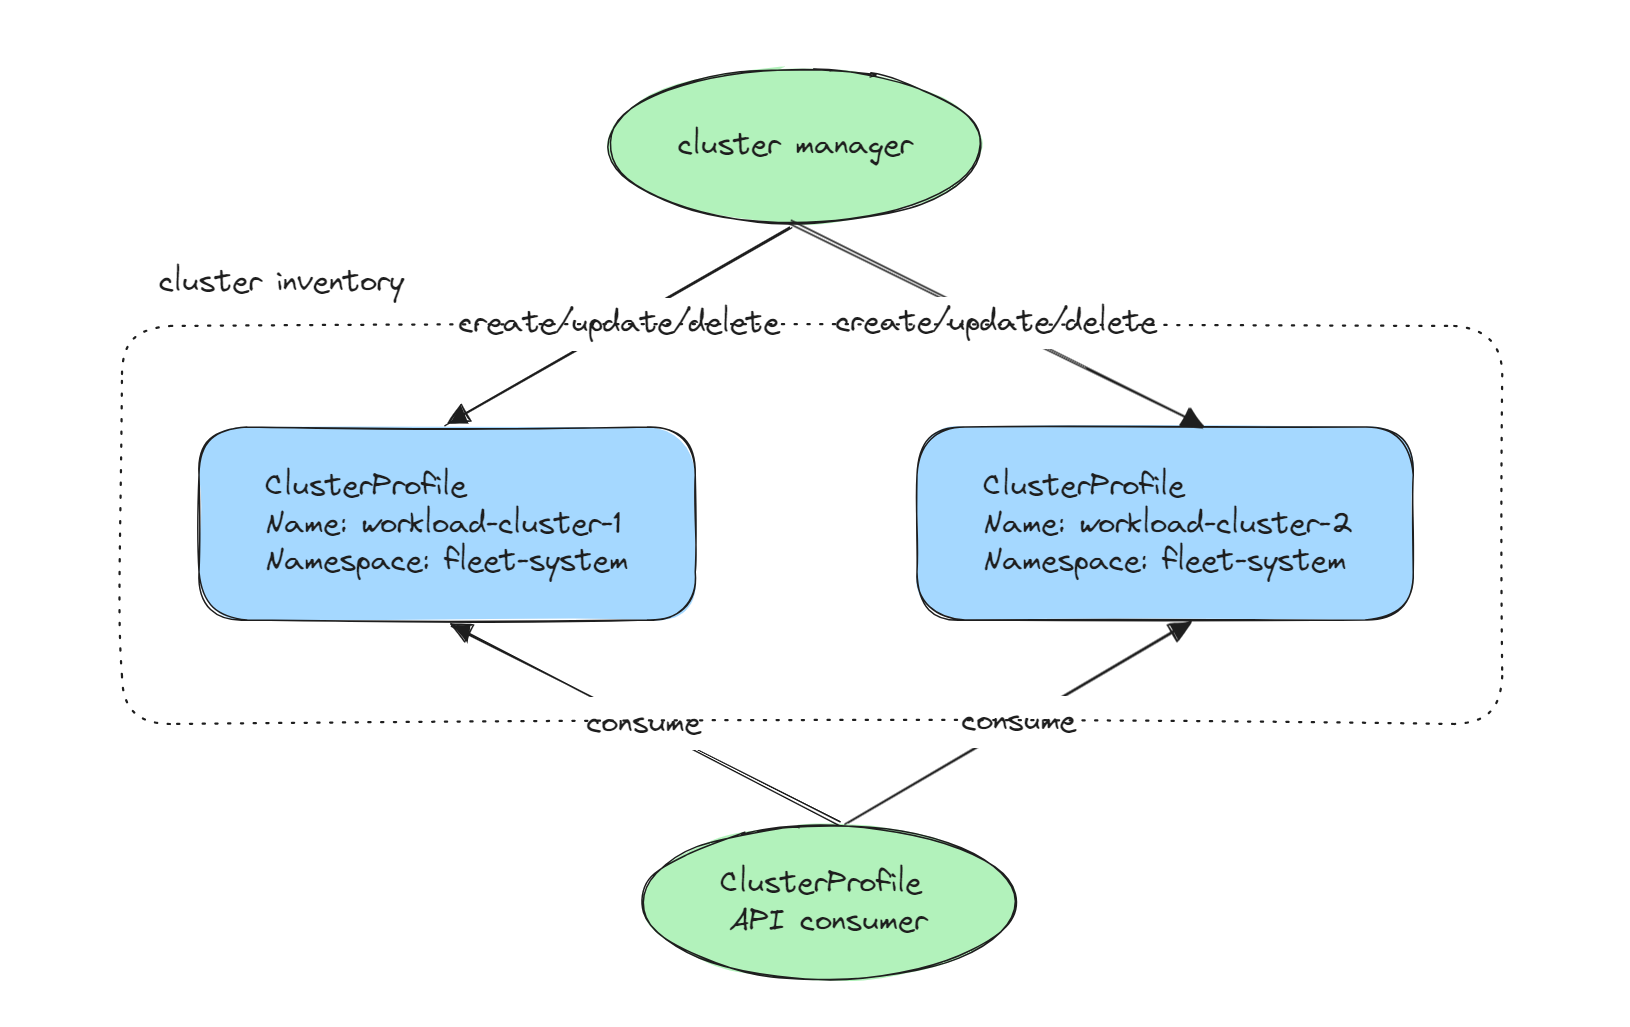 cluster manager
cluster inventory
create/update/delete
create/update/delete
ClusterProfile
Name: workload-cluster-1
Namespace: fleet-system
ClusterProfile
Name: workload-cluster-2
Namespace: fleet-system
consume
consume
ClusterProfile
API consumer